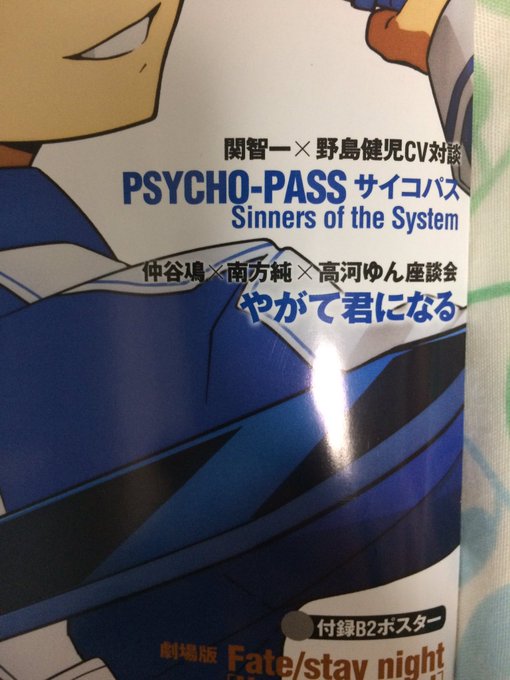 関智一×野島健児CV対談
PSYCHO-PASS サイコパス
Sinners of the System
仲谷鳰×南方純×高河ゆん座談会
やがて君になる
付録B2ポスター
劇場版 Fate/stay night